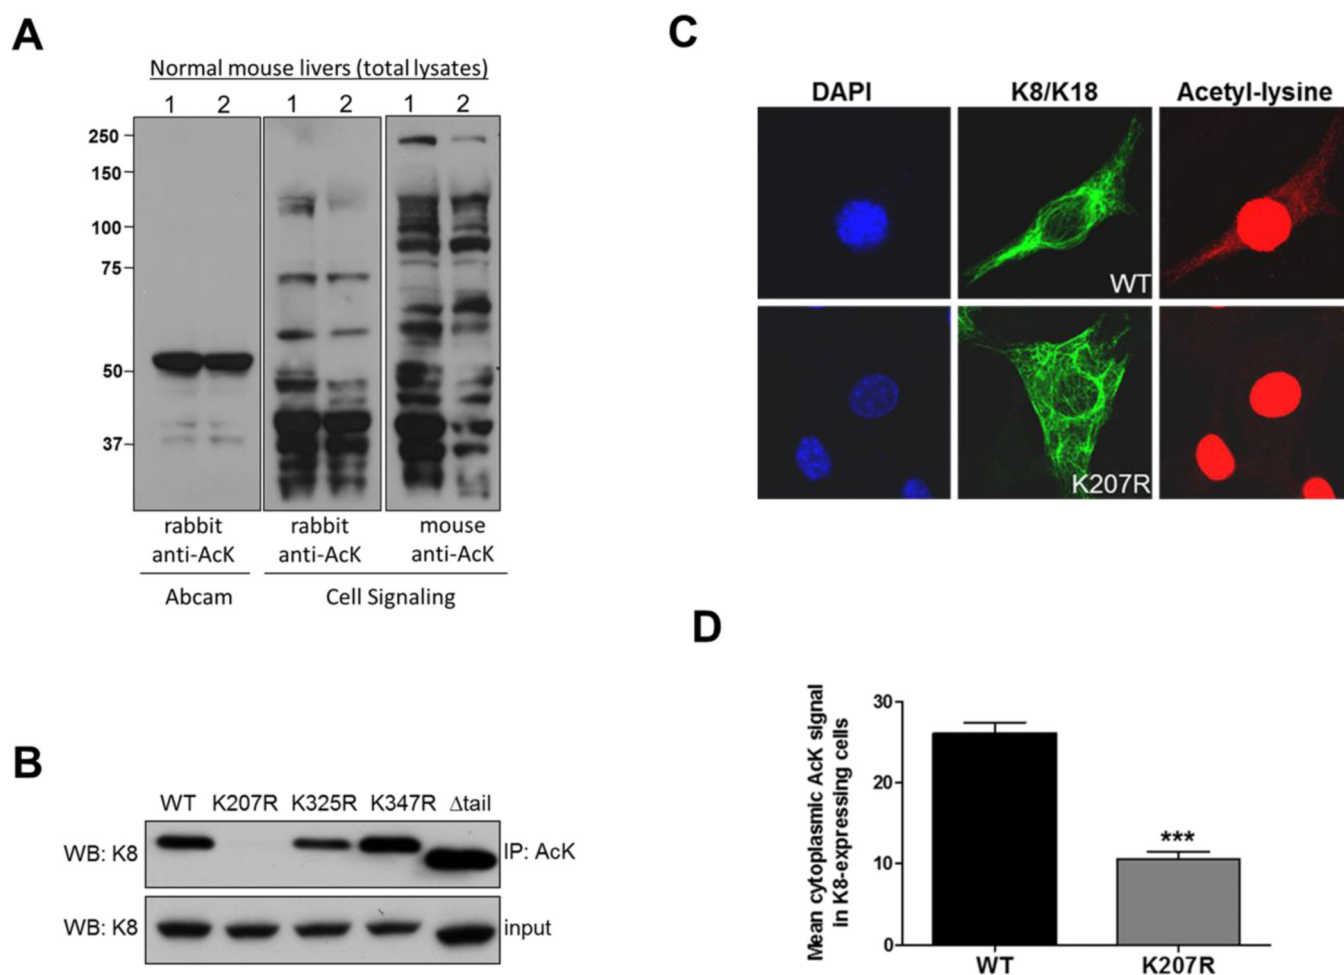 A
Normal mouse livers (total lysates)
1 2 1 2 1 2
250
150
100
75
50
37
rabbit anti-AcK
rabbit anti-AcK
mouse anti-AcK
Abcam
Cell Signaling
B
WT K207R K325R K347R Δtail
WB: K8
IP: AcK
WB: K8
input
C
DAPI K8/K18 Acetyl-lysine
WT
K207R
D
Mean cytoplasmic AcK signal
in K8-expressing cells
30
20
10
0
***
WT K207R